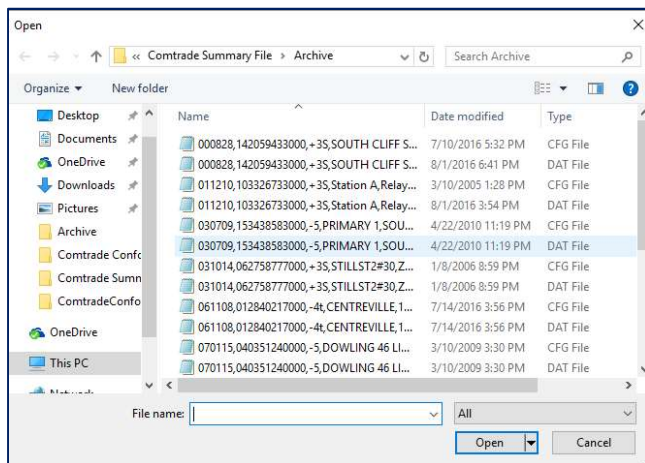 Open
« Comtrade Summary File > Archive
Search Archive
Organize
New folder
Name
Date modified
Type
Desktop
Documents
OneDrive
Downloads
Pictures
Archive
Comtrade Confc
Comtrade Sumn
ComtradeConfo
OneDrive
This PC
000828,142059433000,+3S,SOUTH CLIFF S... 7/10/2016 5:32 PM CFG File
000828,142059433000,+3S,SOUTH CLIFF S... 8/1/2016 6:41 PM DAT File
011210,103326733000,+3S,Station A,Relay... 3/10/2005 1:28 PM CFG File
011210,103326733000,+3S,Station A,Relay... 8/1/2016 3:54 PM DAT File
030709,153438583000,-5,PRIMARY 1,SOU... 4/22/2010 11:19 PM CFG File
030709,153438583000,-5,PRIMARY 1,SOU... 4/22/2010 11:19 PM DAT File
031014,062758777000,+3S,STILLST2#30,Z... 1/8/2006 8:59 PM CFG File
031014,062758777000,+3S,STILLST2#30,Z... 1/8/2006 8:59 PM DAT File
061108,012840217000,-4t,CENTREVILLE,1... 7/14/2016 3:56 PM CFG File
061108,012840217000,-4t,CENTREVILLE,1... 7/14/2016 3:56 PM DAT File
070115,040351240000,-5,DOWLING 46 LI... 3/10/2009 3:30 PM CFG File
070115,040351240000,-5,DOWLING 46 LI... 3/10/2009 3:30 PM DAT File
File name:
All
Open
Cancel